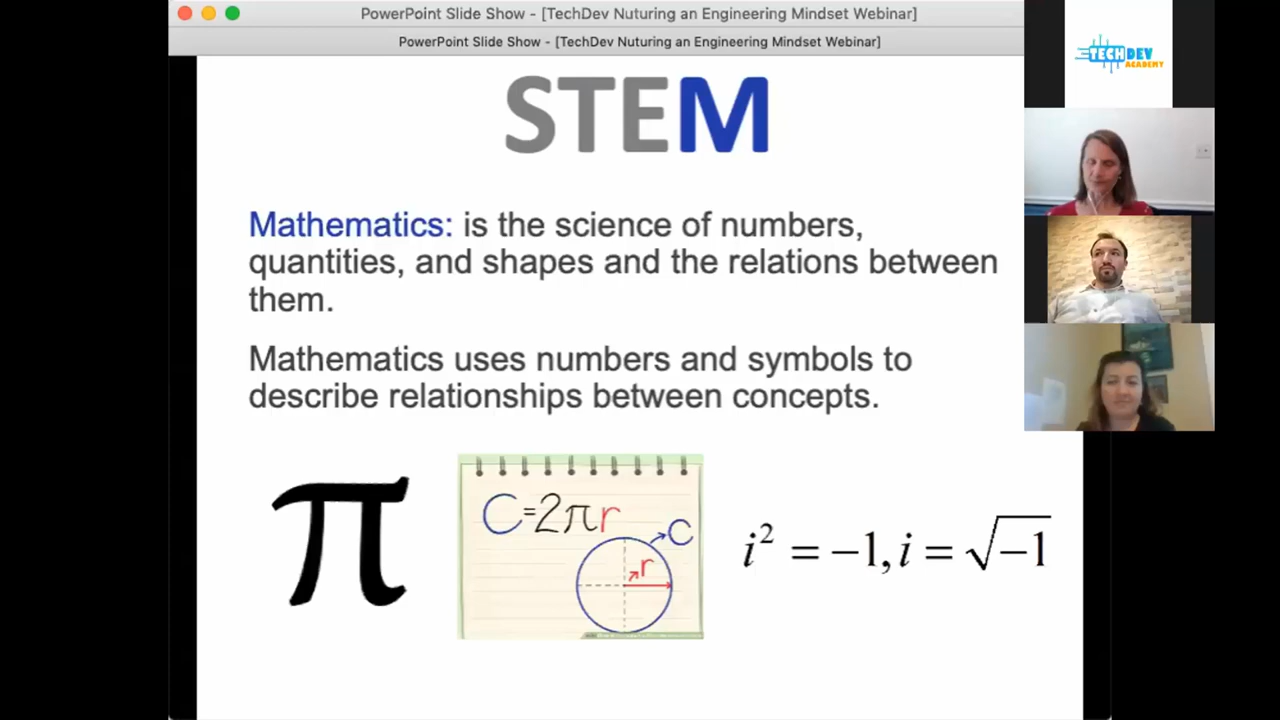 PowerPoint Slide Show - [TechDev Nuturing an Engineering Mindset Webinar]
PowerPoint Slide Show - [TechDev Nuturing an Engineering Mindset Webinar]
TECHDEV
ACADEMY
STEM
Mathematics: is the science of numbers,
quantities, and shapes and the relations between
them.
Mathematics uses numbers and symbols to
describe relationships between concepts.
π
C=2πr
C
r
i² = −1, i = √−1